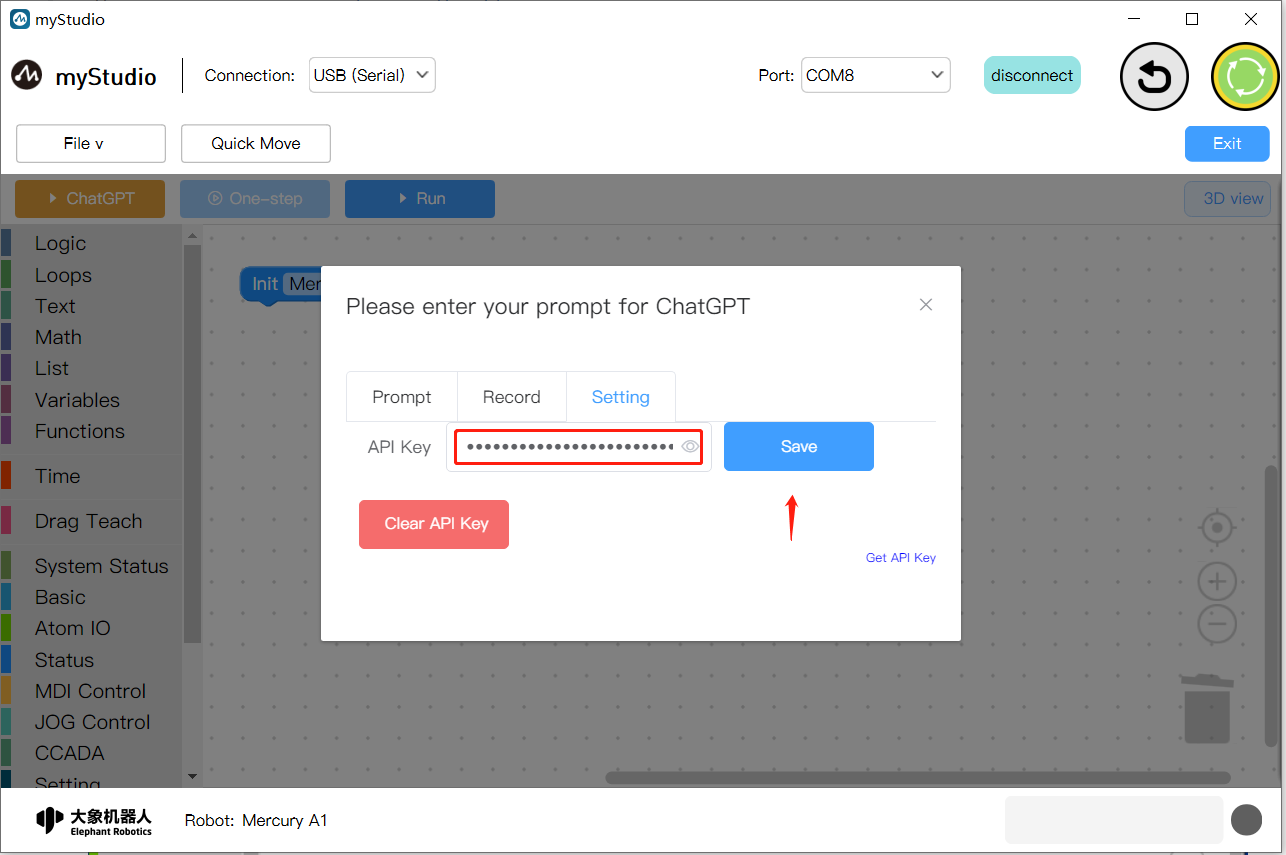 myStudio
myStudio
Connection:
USB (Serial)
Port:
COM8
disconnect
File v
Quick Move
Exit
ChatGPT
One-step
Run
3D view
Logic
Loops
Text
Math
List
Variables
Functions
Time
Drag Teach
System Status
Basic
Atom IO
Status
MDI Control
JOG Control
CCADA
Setting
Init
Mer
Please enter your prompt for ChatGPT
Prompt
Record
Setting
API Key
Save
Clear API Key
Get API Key
大象机器人
Elephant Robotics
Robot: Mercury A1